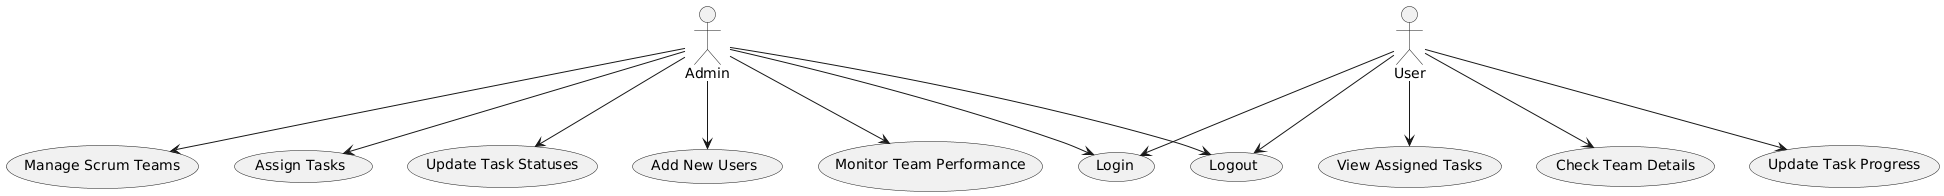 Admin
User
Manage Scrum Teams
Assign Tasks
Update Task Statuses
Add New Users
Monitor Team Performance
Login
Logout
View Assigned Tasks
Check Team Details
Update Task Progress